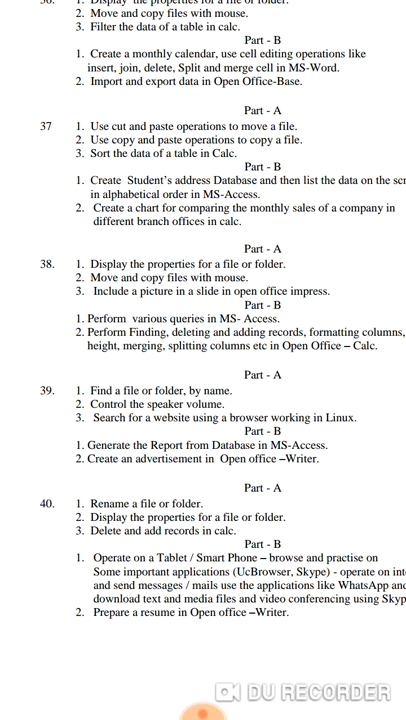 36. 1. Display the properties for a file or folder.
2. Move and copy files with mouse.
3. Filter the data of a table in calc.
Part - B
1. Create a monthly calendar, use cell editing operations like
insert, join, delete, Split and merge cell in MS-Word.
2. Import and export data in Open Office-Base.
Part - A
37 1. Use cut and paste operations to move a file.
2. Use copy and paste operations to copy a file.
3. Sort the data of a table in Calc.
Part - B
1. Create Student's address Database and then list the data on the scr
in alphabetical order in MS-Access.
2. Create a chart for comparing the monthly sales of a company in
different branch offices in calc.
Part - A
38. 1. Display the properties for a file or folder.
2. Move and copy files with mouse.
3. Include a picture in a slide in open office impress.
Part - B
1. Perform various queries in MS- Access.
2. Perform Finding, deleting and adding records, formatting columns,
height, merging, splitting columns etc in Open Office – Calc.
Part - A
39. 1. Find a file or folder, by name.
2. Control the speaker volume.
3. Search for a website using a browser working in Linux.
Part - B
1. Generate the Report from Database in MS-Access.
2. Create an advertisement in Open office –Writer.
Part - A
40. 1. Rename a file or folder.
2. Display the properties for a file or folder.
3. Delete and add records in calc.
Part - B
1. Operate on a Tablet / Smart Phone – browse and practise on
Some important applications (UcBrowser, Skype) - operate on inte
and send messages / mails use the applications like WhatsApp and
download text and media files and video conferencing using Skyp
2. Prepare a resume in Open office –Writer.
DU RECORDER